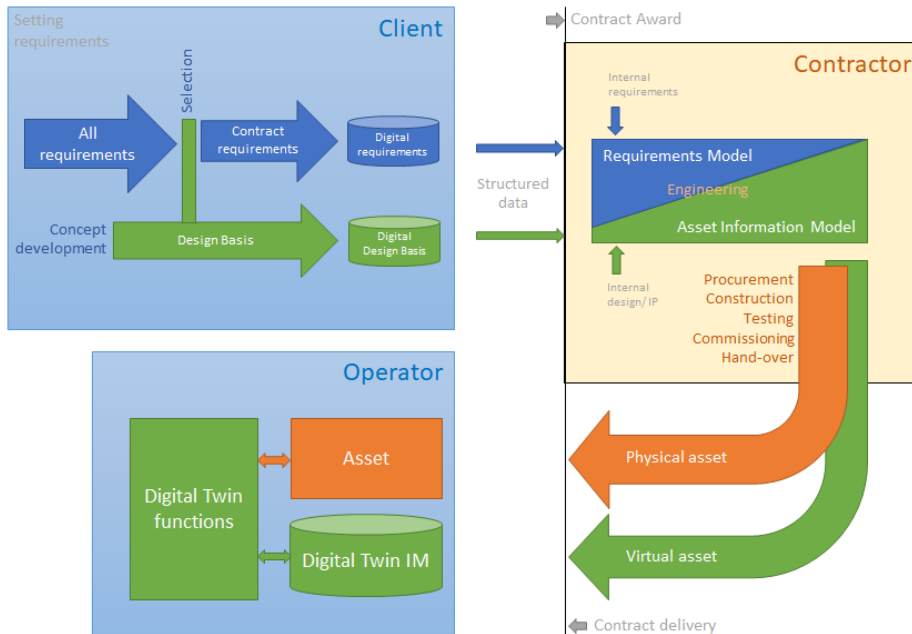 Setting
requirements
Client
Selection
All
requirements
Contract
requirements
Digital
requirements
Concept
development
Design Basis
Digital
Design Basis
Contract Award
Contractor
Internal
requirements
Structured
data
Requirements Model
Engineering
Asset Information Model
Internal
design/IP
Procurement
Construction
Testing
Commissioning
Hand-over
Operator
Digital Twin
functions
Asset
Digital Twin IM
Physical asset
Virtual asset
Contract delivery